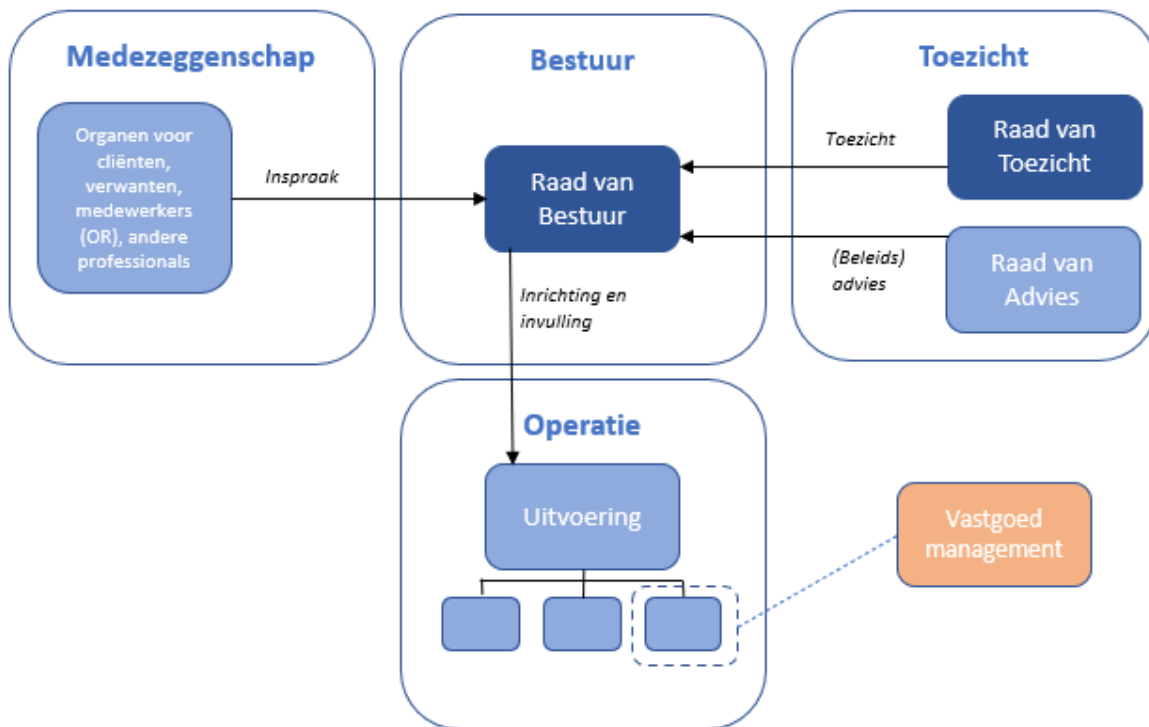 Medezeggenschap
Organen voor
cliënten,
verwanten,
medewerkers
(OR), andere
professionals
Inspraak
Bestuur
Raad van
Bestuur
Inrichting en
invulling
Toezicht
Toezicht
Raad van
Toezicht
(Beleids)
advies
Raad van
Advies
Operatie
Uitvoering
Vastgoed
management